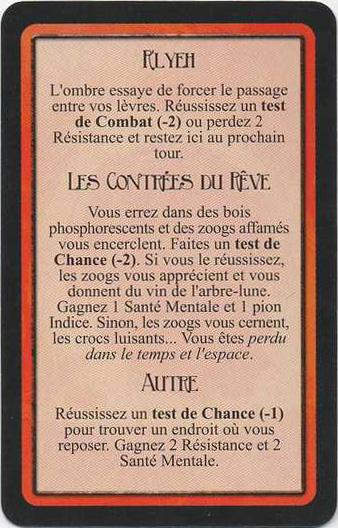 R'LYEH
L'ombre essaye de forcer le passage
entre vos lèvres. Réussissez un test
de Combat (-2) ou perdez 2
Résistance et restez ici au prochain
tour.
LES CONTRÉES DU RÊVE
Vous errez dans des bois
phosphorescents et des zoogs affamés
vous encerclent. Faites un test de
Chance (-2). Si vous le réussissez,
les zoogs vous apprécient et vous
donnent du vin de l'arbre-lune.
Gagnez 1 Santé Mentale et 1 pion
Indice. Sinon, les zoogs vous cernent,
les crocs luisants... Vous êtes perdu
dans le temps et l'espace.
AUTRE
Réussissez un test de Chance (-1)
pour trouver un endroit où vous
reposer. Gagnez 2 Résistance et 2
Santé Mentale.